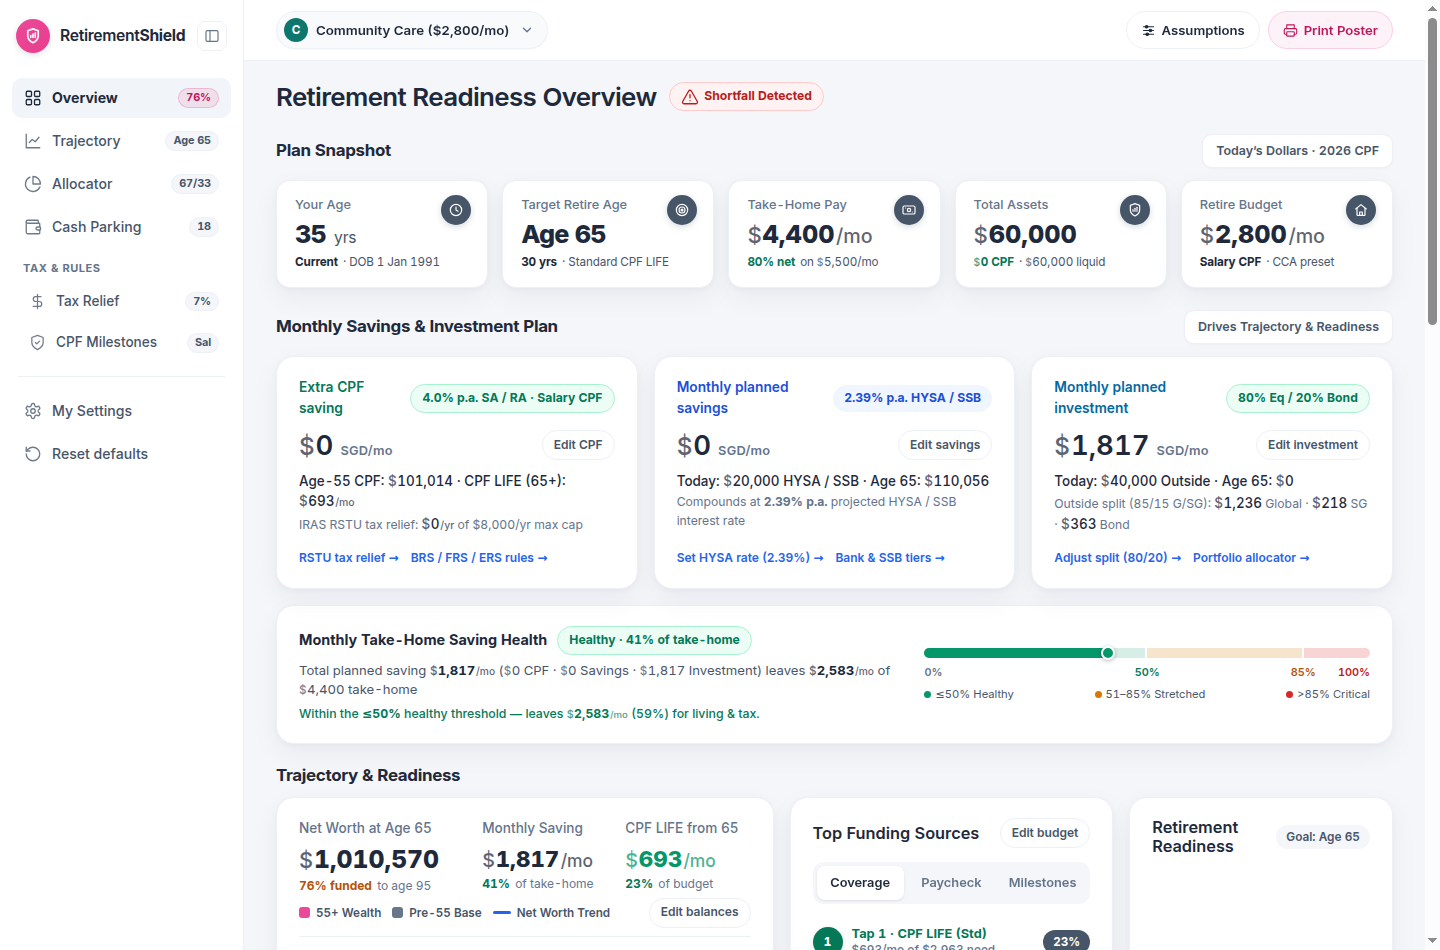 RetirementShield
Overview 76%
Trajectory Age 65
Allocator 67/33
Cash Parking 18
TAX & RULES
Tax Relief 7%
CPF Milestones Sal
My Settings
Reset defaults
C Community Care ($2,800/mo)
Assumptions
Print Poster
Retirement Readiness Overview
Shortfall Detected
Plan Snapshot
Today's Dollars · 2026 CPF
Your Age
35 yrs
Current · DOB 1 Jan 1991
Target Retire Age
Age 65
30 yrs · Standard CPF LIFE
Take-Home Pay
$4,400/mo
80% net on $5,500/mo
Total Assets
$60,000
$0 CPF · $60,000 liquid
Retire Budget
$2,800/mo
Salary CPF · CCA preset
Monthly Savings & Investment Plan
Drives Trajectory & Readiness
Extra CPF
saving
4.0% p.a. SA / RA · Salary CPF
$0 SGD/mo
Edit CPF
Age-55 CPF: $101,014 · CPF LIFE (65+):
$693/mo
IRAS RSTU tax relief: $0/yr of $8,000/yr max cap
RSTU tax relief → BRS / FRS / ERS rules →
Monthly planned
savings
2.39% p.a. HYSA / SSB
$0 SGD/mo
Edit savings
Today: $20,000 HYSA / SSB · Age 65: $110,056
Compounds at 2.39% p.a. projected HYSA / SSB
interest rate
Set HYSA rate (2.39%) → Bank & SSB tiers →
Monthly planned
investment
80% Eq / 20% Bond
$1,817 SGD/mo
Edit investment
Today: $40,000 Outside · Age 65: $0
Outside split (85/15 G/SG): $1,236 Global · $218 SG
· $363 Bond
Adjust split (80/20) → Portfolio allocator →
Monthly Take-Home Saving Health
Healthy · 41% of take-home
Total planned saving $1,817/mo ($0 CPF · $0 Savings · $1,817 Investment) leaves $2,583/mo of
$4,400 take-home
Within the ≤50% healthy threshold — leaves $2,583/mo (59%) for living & tax.
0% 50% 85% 100%
≤50% Healthy 51–85% Stretched >85% Critical
Trajectory & Readiness
Net Worth at Age 65
$1,010,570
76% funded to age 95
Monthly Saving
$1,817/mo
41% of take-home
CPF LIFE from 65
$693/mo
23% of budget
55+ Wealth Pre-55 Base Net Worth Trend
Edit balances
Top Funding Sources
Edit budget
Coverage Paycheck Milestones
1 Tap 1 · CPF LIFE (Std)
$693/mo of $2,963 need
23%
Retirement
Readiness
Goal: Age 65